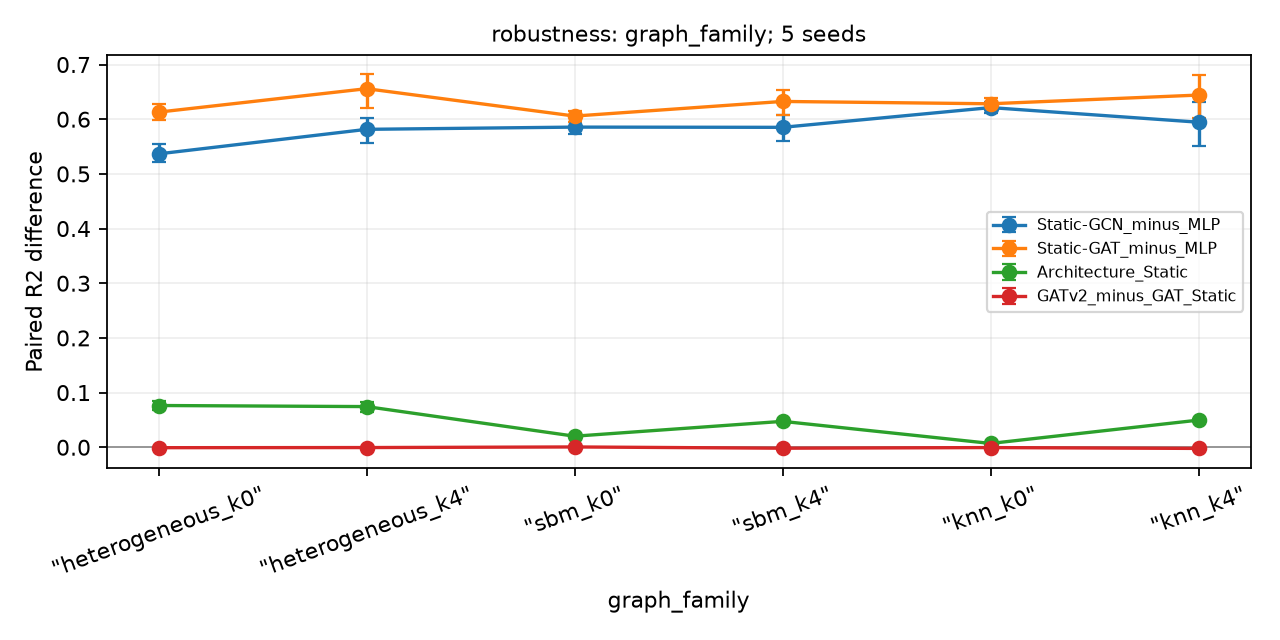 robustness: graph_family; 5 seeds
Paired R2 difference
0.7
0.6
0.5
0.4
0.3
0.2
0.1
0.0
Static-GCN_minus_MLP
Static-GAT_minus_MLP
Architecture_Static
GATv2_minus_GAT_Static
"heterogeneous_k0"
"heterogeneous_k4"
"sbm_k0"
"sbm_k4"
"knn_k0"
"knn_k4"
graph_family